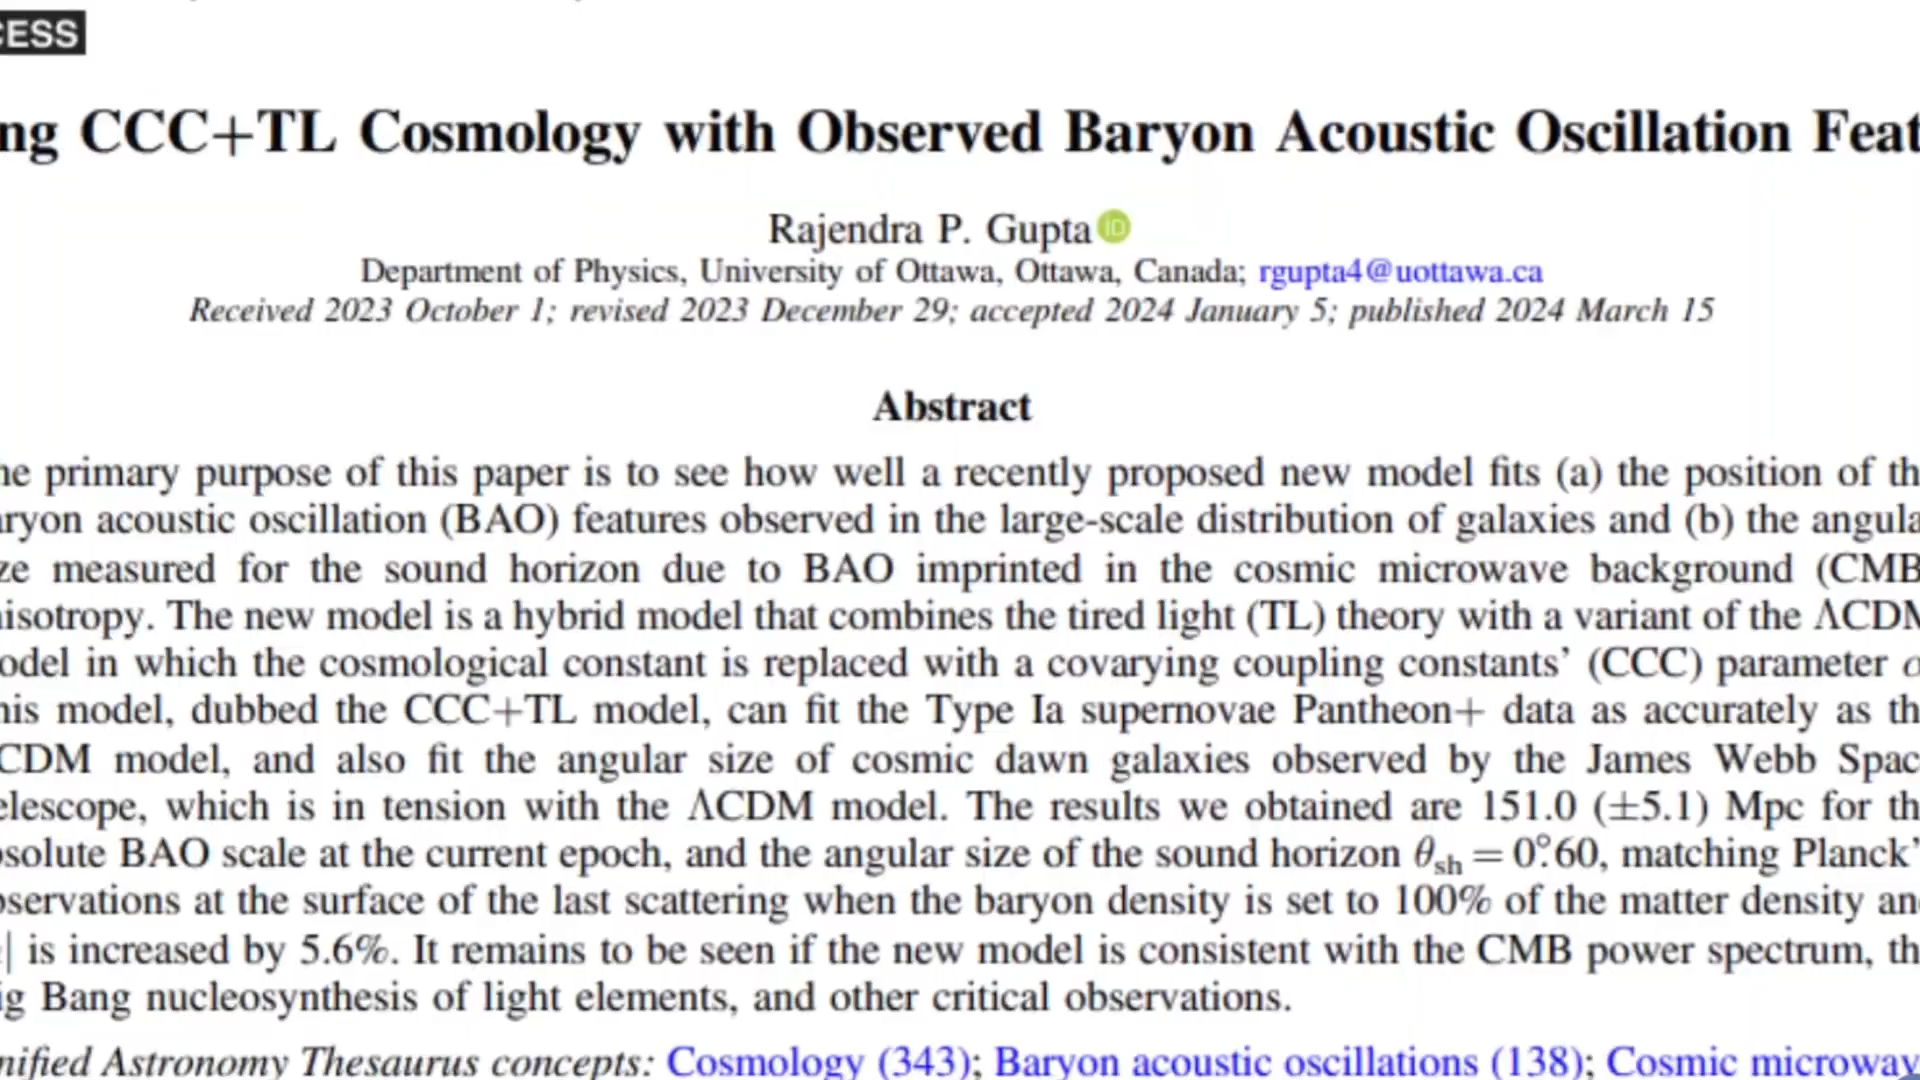 CESS
ng CCC+TL Cosmology with Observed Baryon Acoustic Oscillation Feat
Rajendra P. Gupta iD
Department of Physics, University of Ottawa, Ottawa, Canada; rgupta4@uottawa.ca
Received 2023 October 1; revised 2023 December 29; accepted 2024 January 5; published 2024 March 15
Abstract
he primary purpose of this paper is to see how well a recently proposed new model fits (a) the position of th
aryon acoustic oscillation (BAO) features observed in the large-scale distribution of galaxies and (b) the angula
ze measured for the sound horizon due to BAO imprinted in the cosmic microwave background (CMB
nisotropy. The new model is a hybrid model that combines the tired light (TL) theory with a variant of the ΛCDM
odel in which the cosmological constant is replaced with a covarying coupling constants’ (CCC) parameter α
his model, dubbed the CCC+TL model, can fit the Type Ia supernovae Pantheon+ data as accurately as th
CDM model, and also fit the angular size of cosmic dawn galaxies observed by the James Webb Spac
elescope, which is in tension with the ΛCDM model. The results we obtained are 151.0 (±5.1) Mpc for th
bsolute BAO scale at the current epoch, and the angular size of the sound horizon θsh = 0°.60, matching Planck’
bservations at the surface of the last scattering when the baryon density is set to 100% of the matter density an
| is increased by 5.6%. It remains to be seen if the new model is consistent with the CMB power spectrum, th
ig Bang nucleosynthesis of light elements, and other critical observations.
nified Astronomy Thesaurus concepts: Cosmology (343); Baryon acoustic oscillations (138); Cosmic microwav